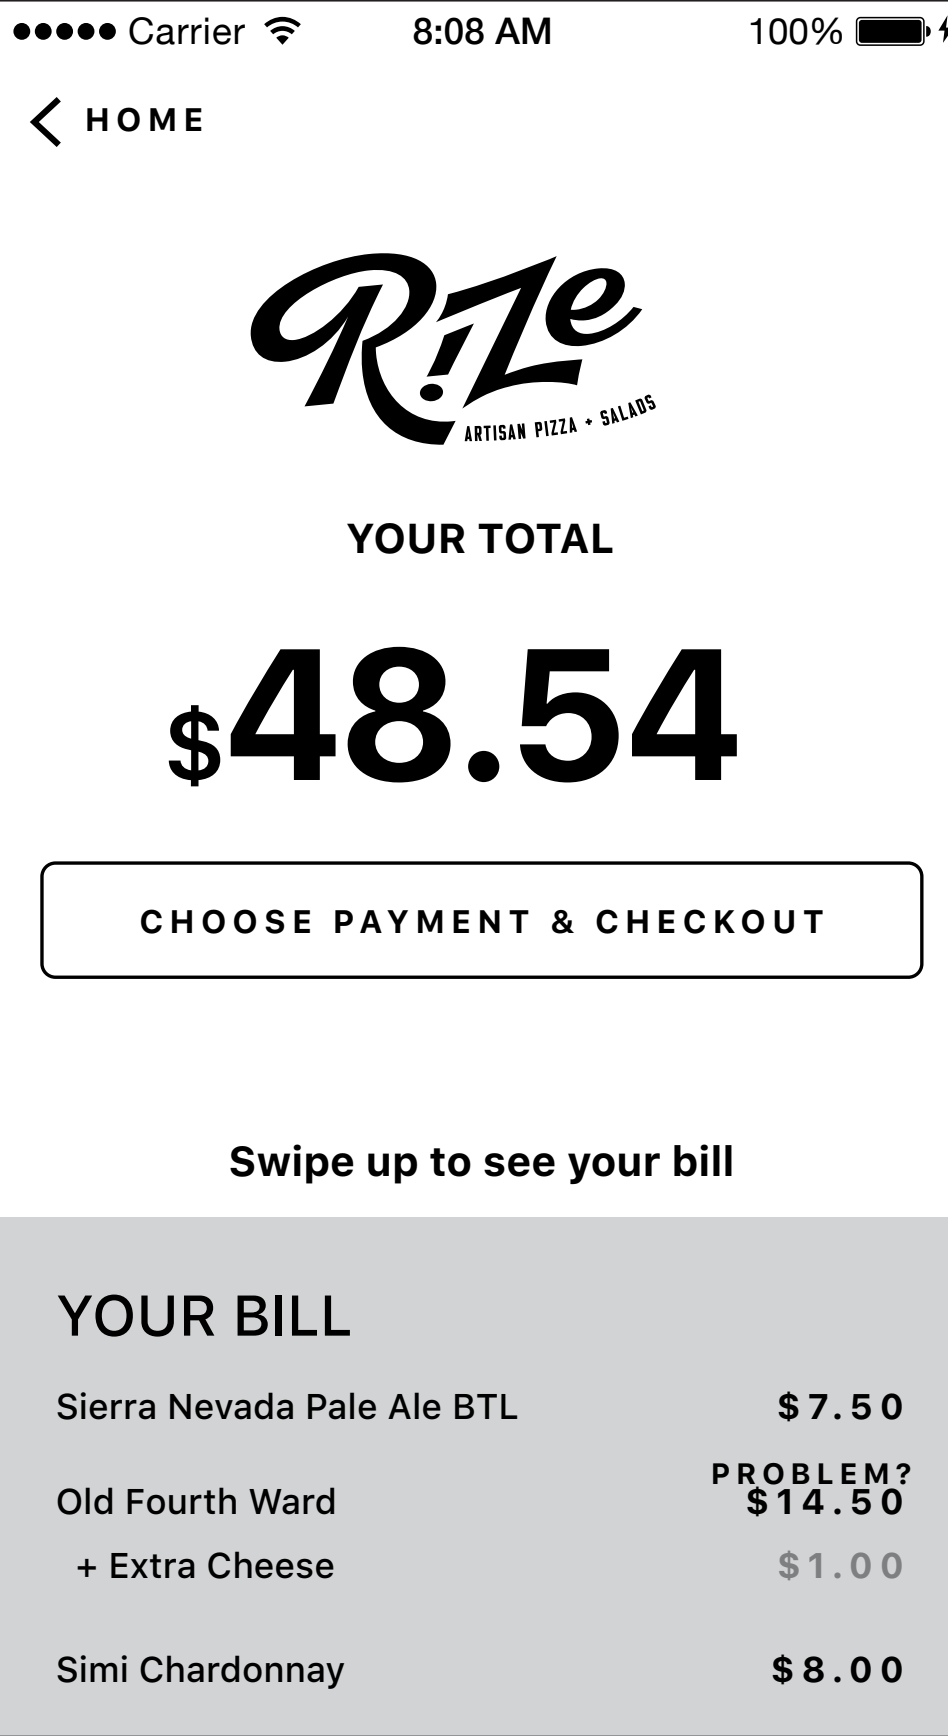 Carrier 8:08 AM 100%
HOME
Rize
ARTISAN PIZZA + SALADS
YOUR TOTAL
$48.54
CHOOSE PAYMENT & CHECKOUT
Swipe up to see your bill
YOUR BILL
Sierra Nevada Pale Ale BTL $7.50
PROBLEM?
Old Fourth Ward $14.50
+ Extra Cheese $1.00
Simi Chardonnay $8.00